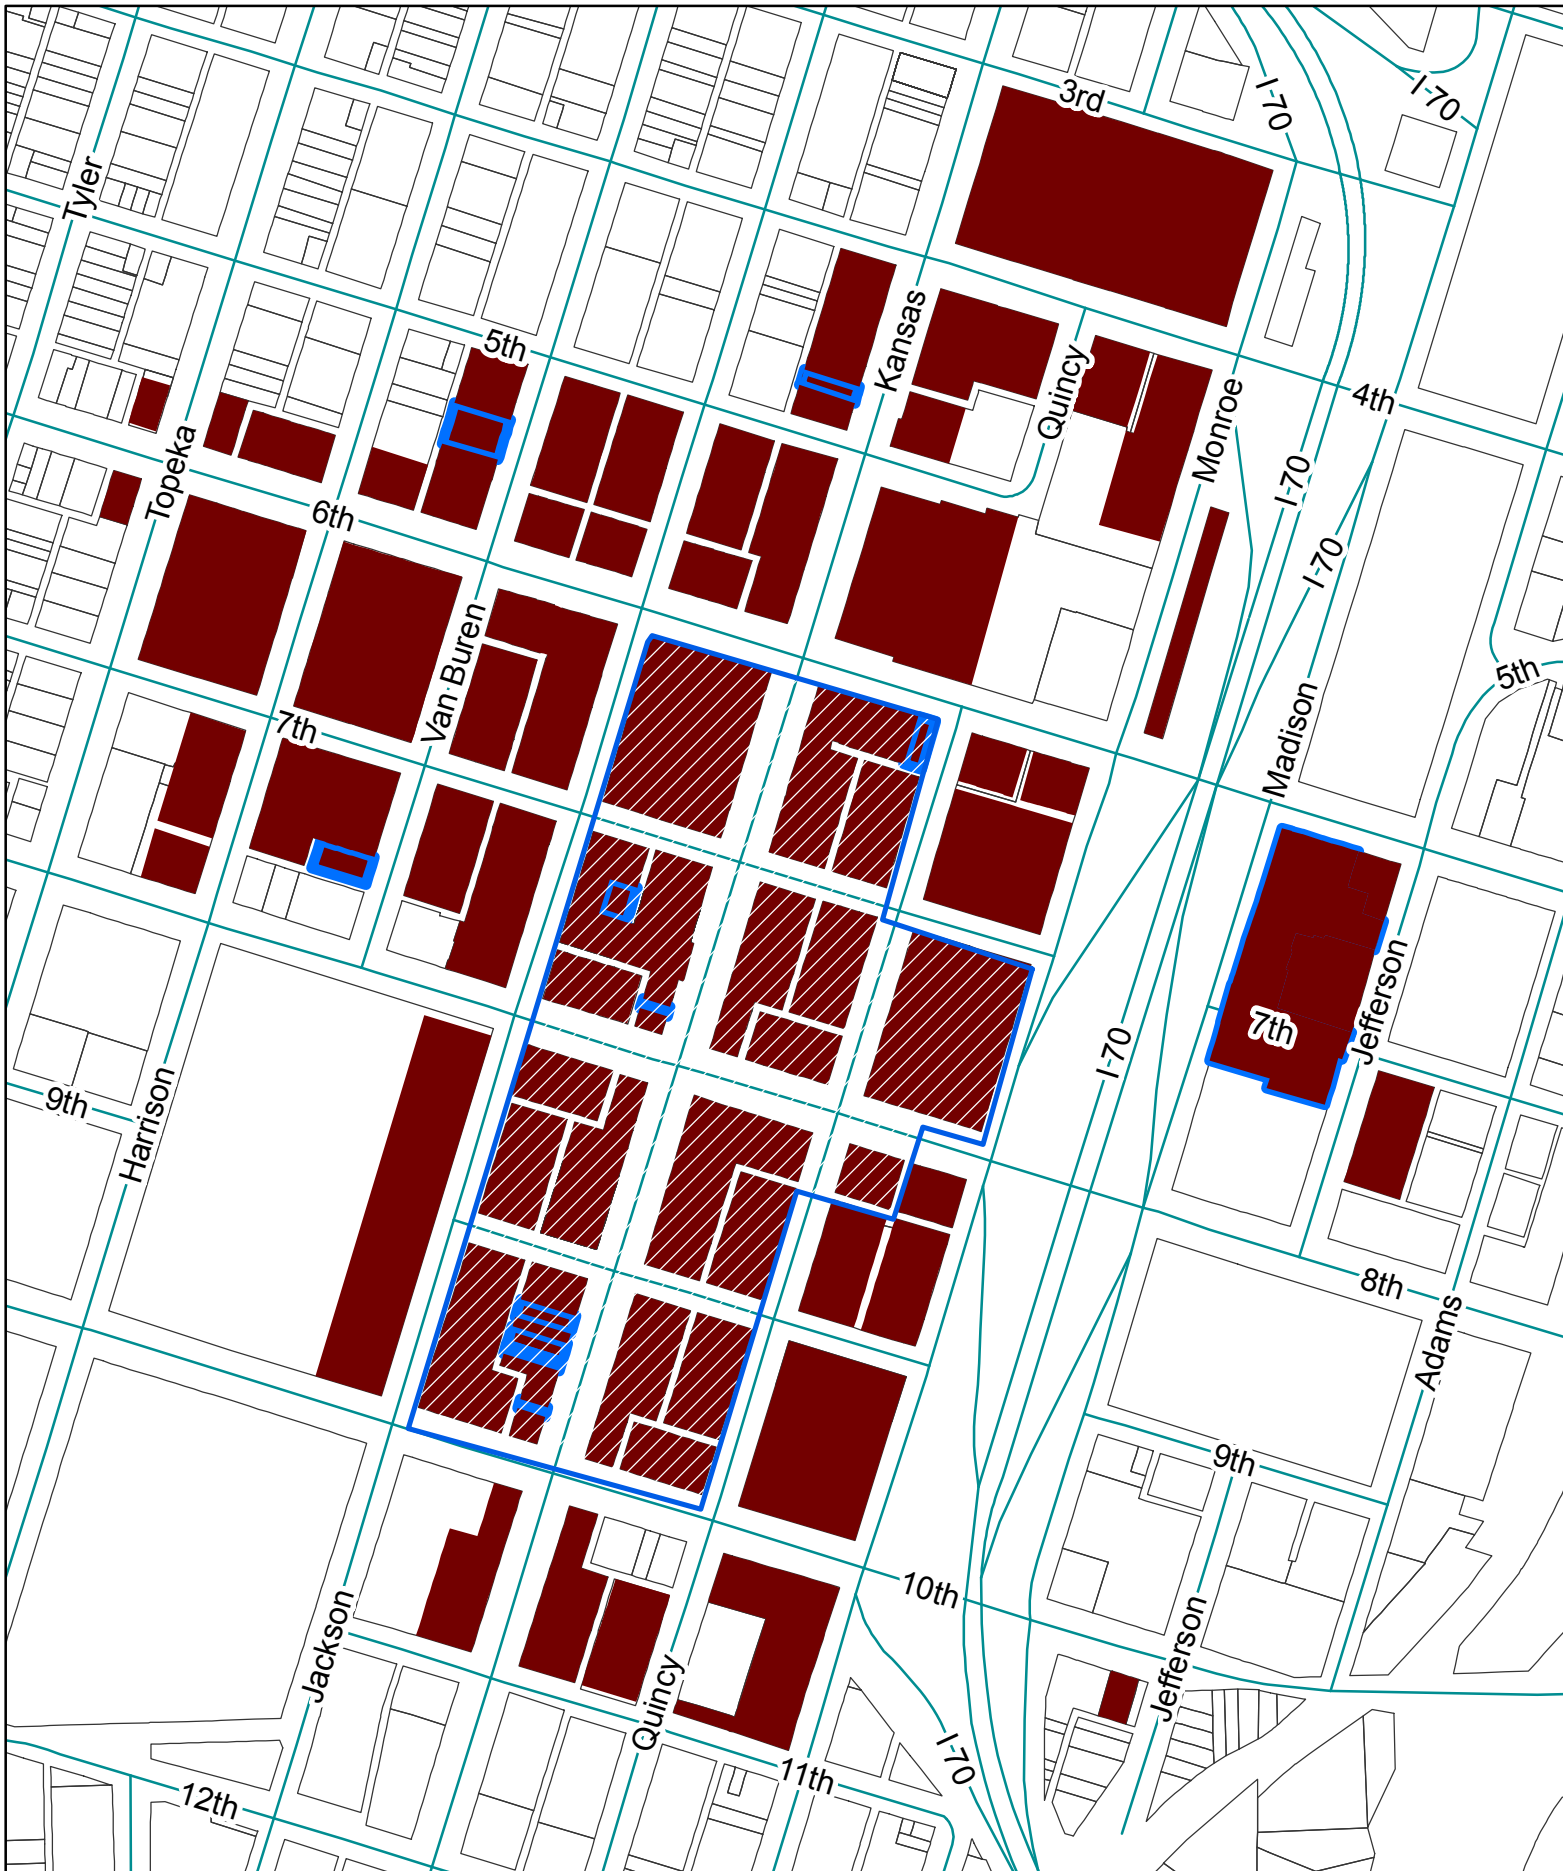 3rd
I-70
I-70
Tyler
Kansas
5th
Quincy
4th
Monroe
Topeka
6th
I-70
I-70
Van Buren
5th
7th
Madison
7th
Jefferson
I-70
9th
Harrison
8th
Adams
9th
10th
Jackson
Quincy
Jefferson
I-70
11th
12th